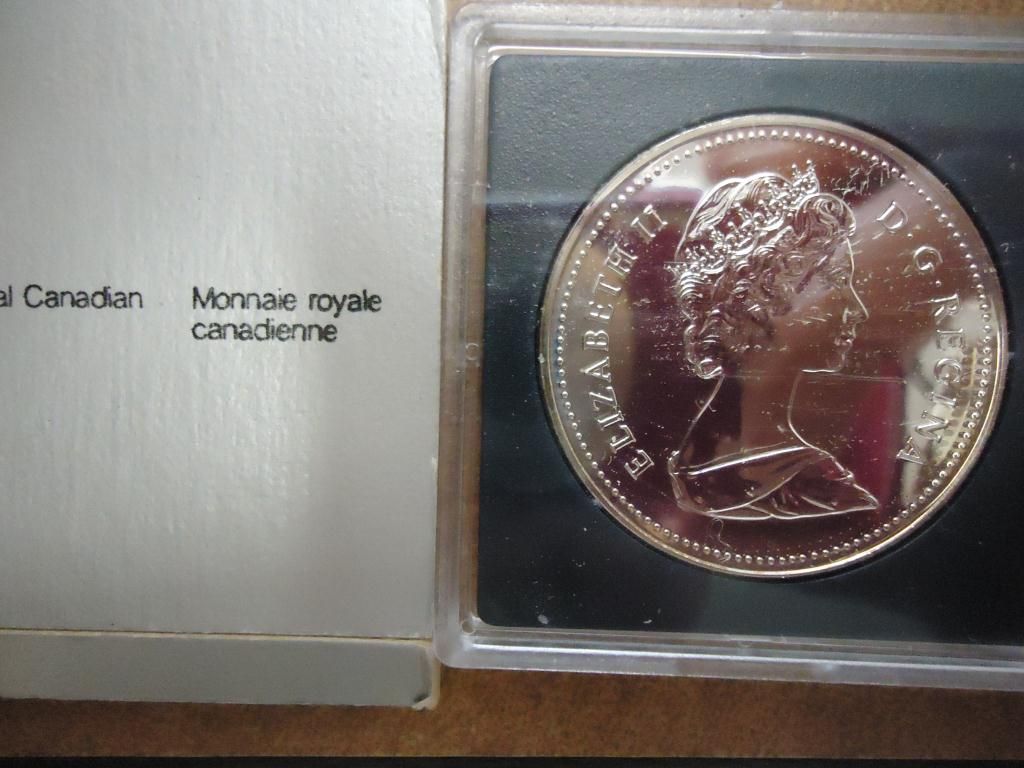 al Canadian
Monnaie royale
canadienne
ELIZABETH II D·G·REGINA